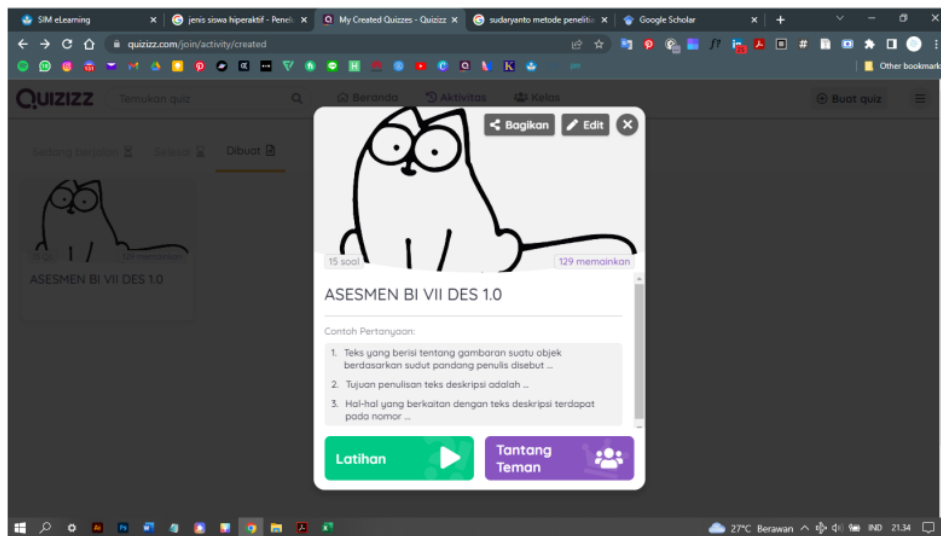 SIM eLearning
jenis siswa hiperaktif - Penelu
My Created Quizzes - Quizizz
sudaryanto metode penelitia
Google Scholar
quizizz.com/join/activity/created
Other bookmark
QUIZIZZ
Temukan quiz
Beranda
Aktivitas
Kelas
Buat quiz
Sedang berjalan
Selesai
Dibuat
Bagikan
Edit
15 soal
129 memainkan
129 memainkan
ASESMEN BI VII DES 1.0
ASESMEN BI VII DES 1.0
Contoh Pertanyaan:
1. Teks yang berisi tentang gambaran suatu objek
berdasarkan sudut pandang penulis disebut ...
2. Tujuan penulisan teks deskripsi adalah ...
3. Hal-hal yang berkaitan dengan teks deskripsi terdapat
pada nomor ...
Latihan
Tantang
Teman
27°C Berawan
IND
21.34